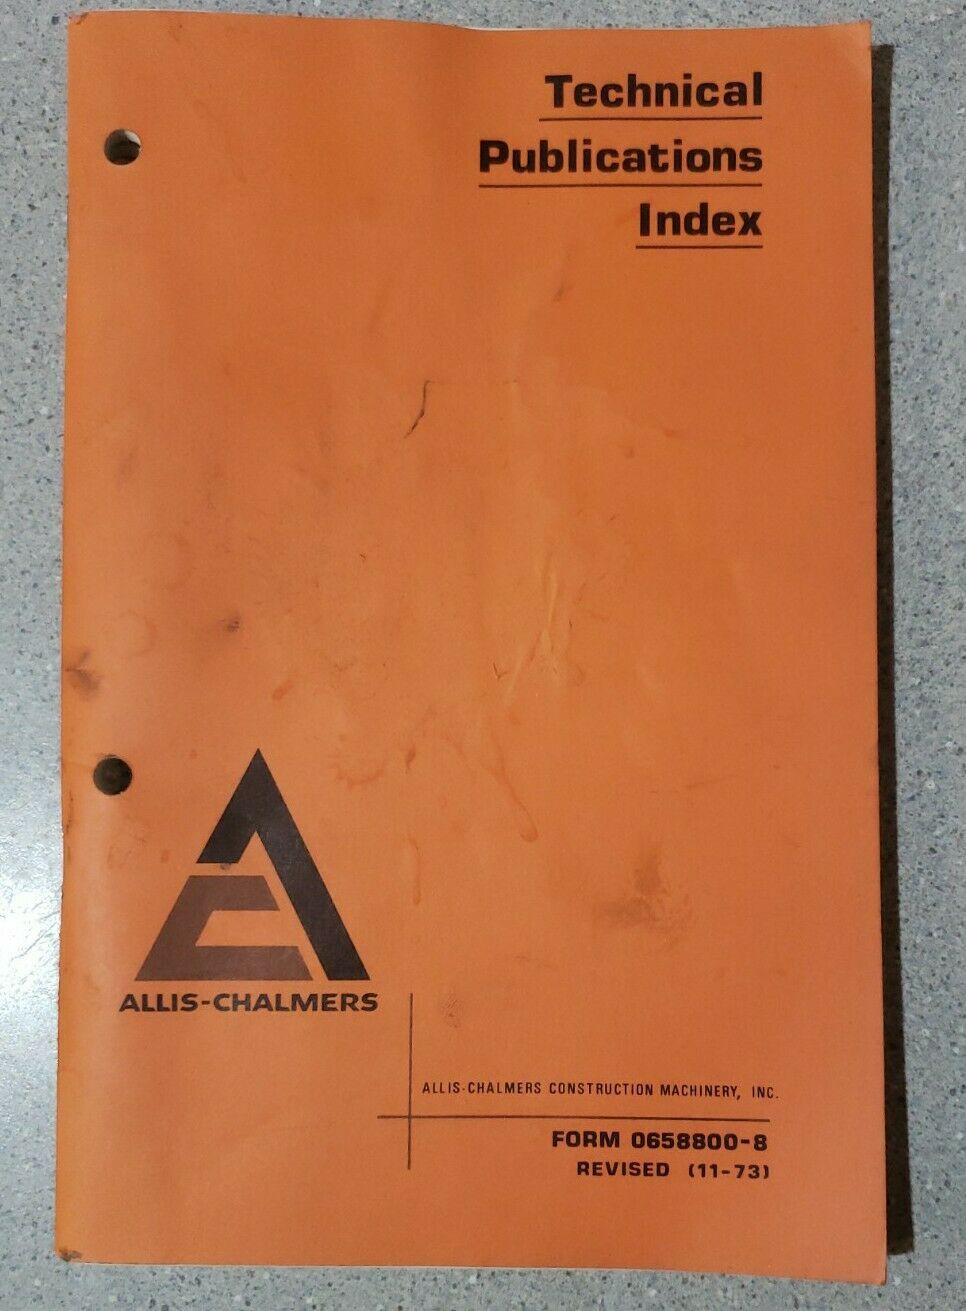 Technical
Publications
Index
ALLIS-CHALMERS
ALLIS-CHALMERS CONSTRUCTION MACHINERY, INC.
FORM 0658800-8
REVISED (11-73)